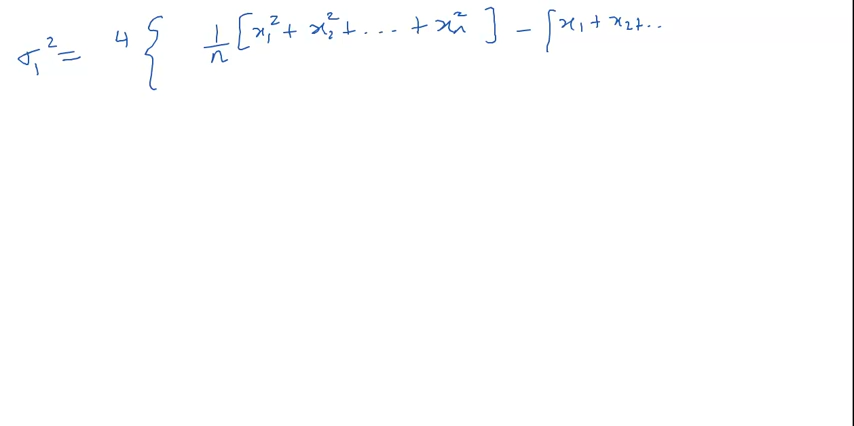 σ₁² = 4 { 1/n [x₁² + x₂² + ... + xₙ²] - [x₁ + x₂ + ..